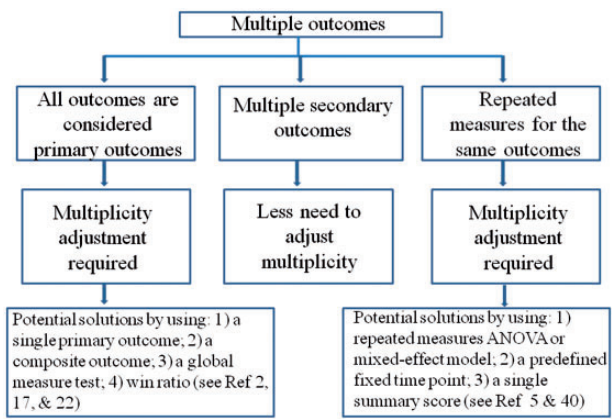 Multiple outcomes
All outcomes are
considered
primary outcomes
Multiple secondary
outcomes
Repeated
measures for the
same outcomes
Multiplicity
adjustment
required
Less need to
adjust
multiplicity
Multiplicity
adjustment
required
Potential solutions by using: 1) a
single primary outcome; 2) a
composite outcome; 3) a global
measure test; 4) win ratio (see Ref 2,
17, & 22)
Potential solutions by using: 1)
repeated measures ANOVA or
mixed-effect model; 2) a predefined
fixed time point; 3) a single
summary score (see Ref 5 & 40)